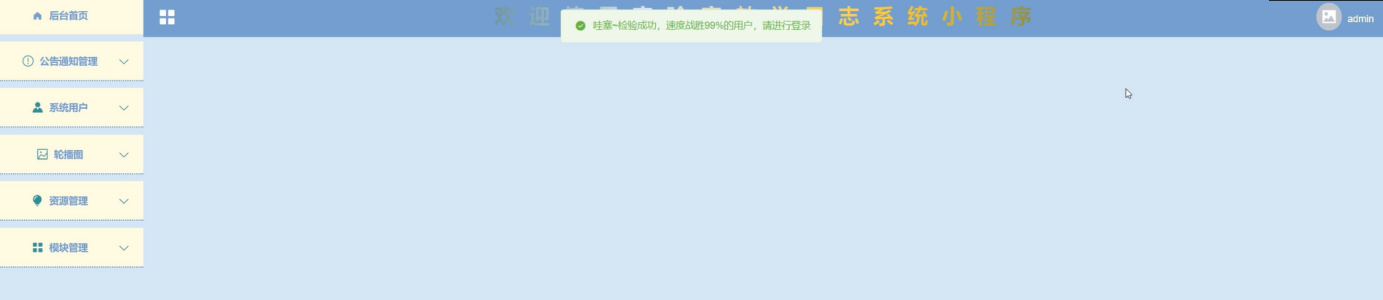 后台首页
欢迎
志系统小程序
哇塞~检验成功，速度战胜99%的用户，请进行登录
admin
公告通知管理
系统用户
轮播图
资源管理
模块管理